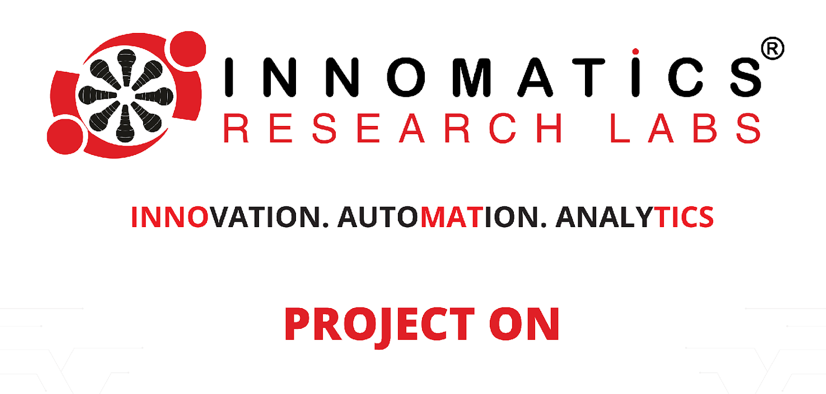 INNOMATiCS®
RESEARCH LABS
INNOVATION. AUTOMATION. ANALYTICS
PROJECT ON